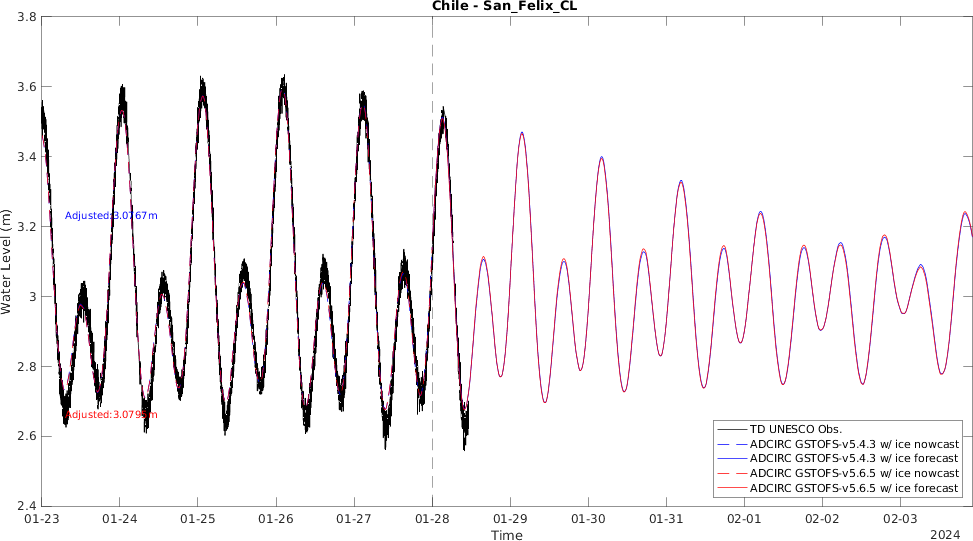 Chile - San_Felix_CL
3.8
3.6
3.4
3.2
3
2.8
2.6
2.4
Water Level (m)
Adjusted:3.0767m
TD UNESCO Obs.
ADCIRC GSTOFS-v5.4.3 w/ ice nowcast
ADCIRC GSTOFS-v5.4.3 w/ ice forecast
ADCIRC GSTOFS-v5.6.5 w/ ice nowcast
ADCIRC GSTOFS-v5.6.5 w/ ice forecast
01-23 01-24 01-25 01-26 01-27 01-28 01-29 01-30 01-31 02-01 02-02 02-03
Time
2024